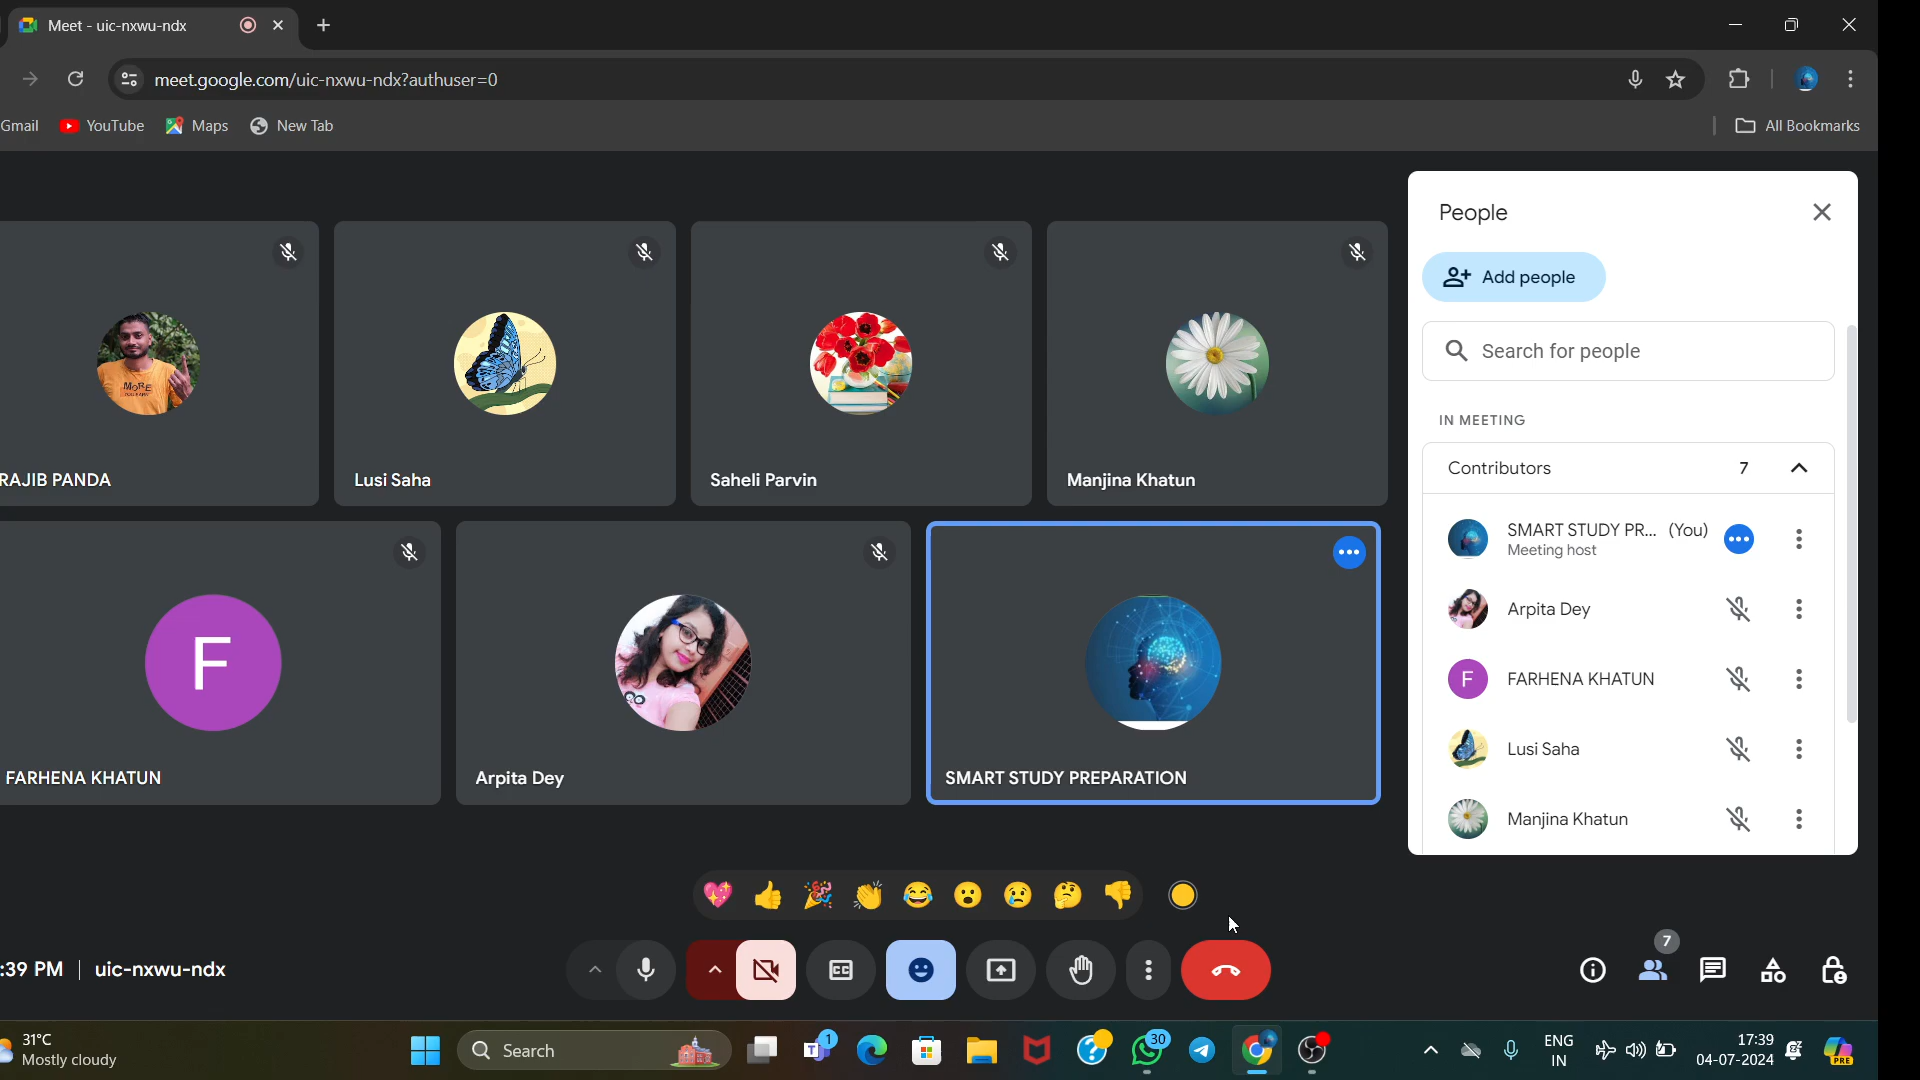 Meet - uic-nxwu-ndx
meet.google.com/uic-nxwu-ndx?authuser=0
Gmail
YouTube
Maps
New Tab
All Bookmarks
RAJIB PANDA
Lusi Saha
Saheli Parvin
Manjina Khatun
FARHENA KHATUN
Arpita Dey
SMART STUDY PREPARATION
F
MORE
People
Add people
Search for people
IN MEETING
Contributors 7
SMART STUDY PR... (You)
Meeting host
Arpita Dey
F FARHENA KHATUN
Lusi Saha
Manjina Khatun
:39 PM | uic-nxwu-ndx
CC
7
31°C
Mostly cloudy
Search
1
30
ENG
IN
17:39
04-07-2024
PRE